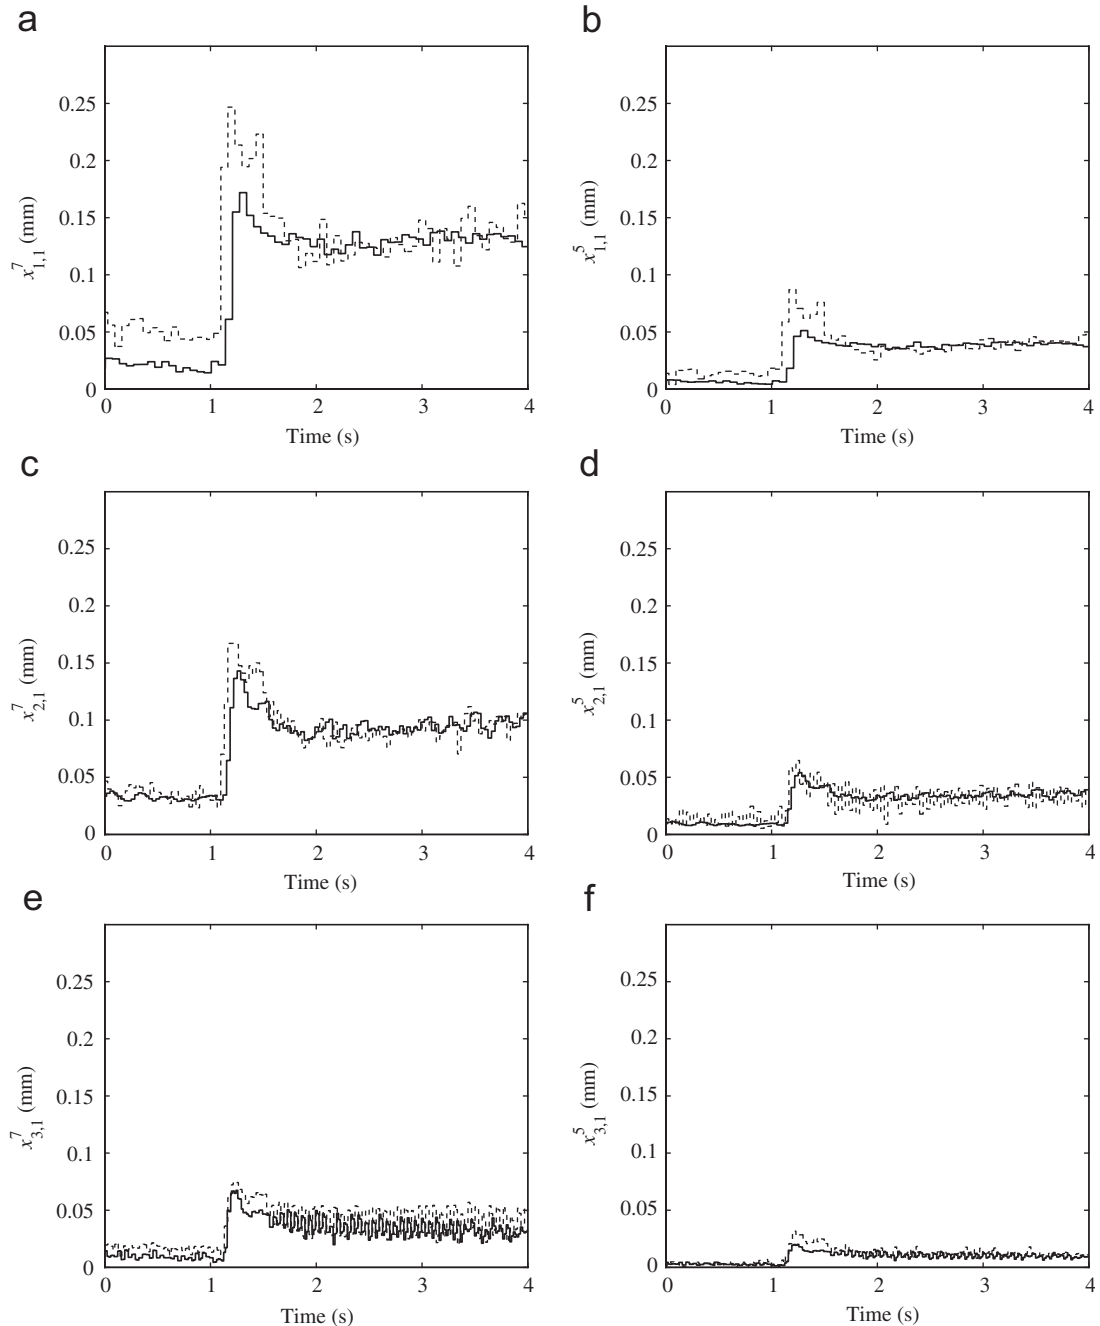 a
0.25
0.2
0.15
0.1
0.05
0
0 1 2 3 4
x^7_{1,1} (mm)
Time (s)
b
0.25
0.2
0.15
0.1
0.05
0
0 1 2 3 4
x^5_{1,1} (mm)
Time (s)
c
0.25
0.2
0.15
0.1
0.05
0
0 1 2 3 4
x^7_{2,1} (mm)
Time (s)
d
0.25
0.2
0.15
0.1
0.05
0
0 1 2 3 4
x^5_{2,1} (mm)
Time (s)
e
0.25
0.2
0.15
0.1
0.05
0
0 1 2 3 4
x^7_{3,1} (mm)
Time (s)
f
0.25
0.2
0.15
0.1
0.05
0
0 1 2 3 4
x^5_{3,1} (mm)
Time (s)